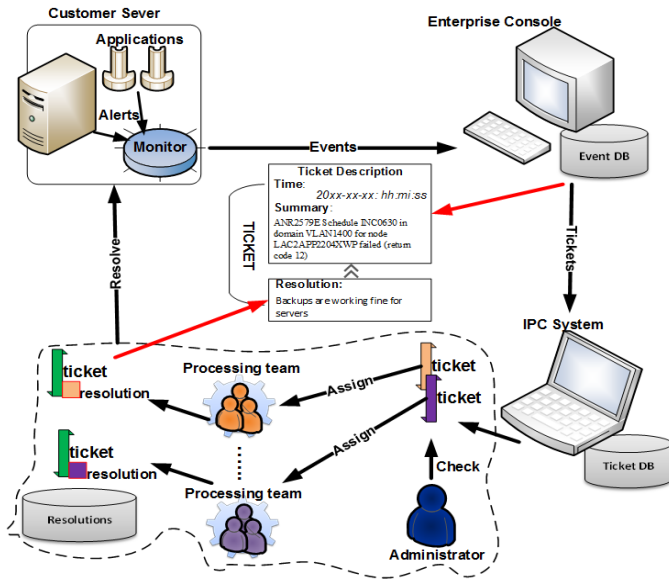 Customer Sever
Applications
Alerts
Monitor
Events
Enterprise Console
Event DB
Ticket Description
Time:
20xx-xx-xx: hh:mi:ss
Summary:
ANR2579E Schedule INC0630 in
domain VLAN1400 for node
LAC2APP2204XWP failed (return
code 12)
TICKET
Resolution:
Backups are working fine for
servers
Resolve
Tickets
IPC System
Ticket DB
ticket
resolution
Processing team
Assign
ticket
ticket
Assign
ticket
resolution
Processing team
Check
Administrator
Resolutions